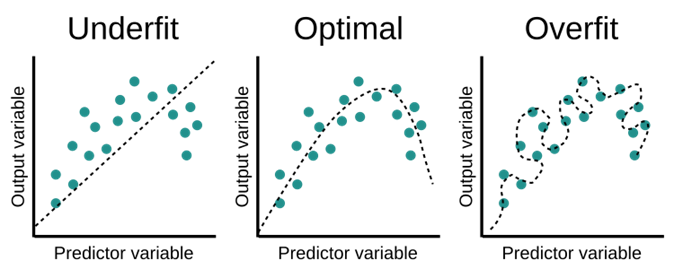 Underfit
Optimal
Overfit
Output variable
Output variable
Output variable
Predictor variable
Predictor variable
Predictor variable